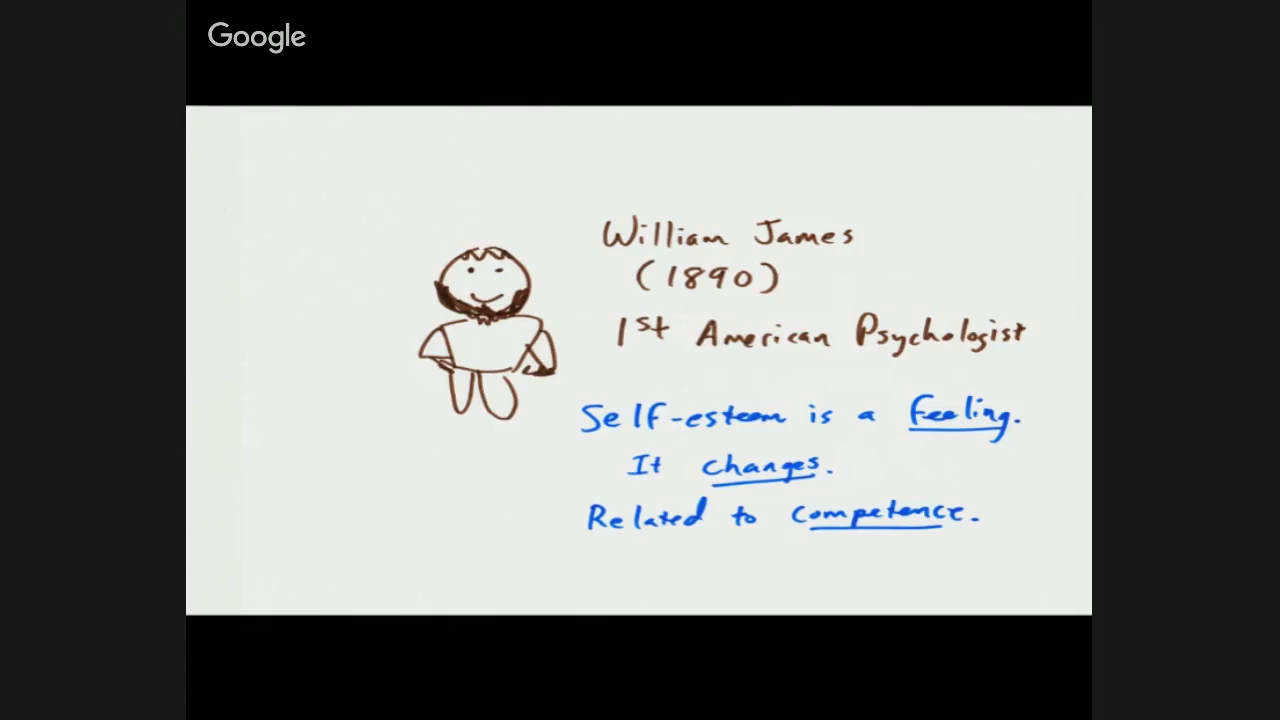 Google
William James
(1890)
1st American Psychologist
Self-esteem is a feeling.
It changes.
Related to competence.